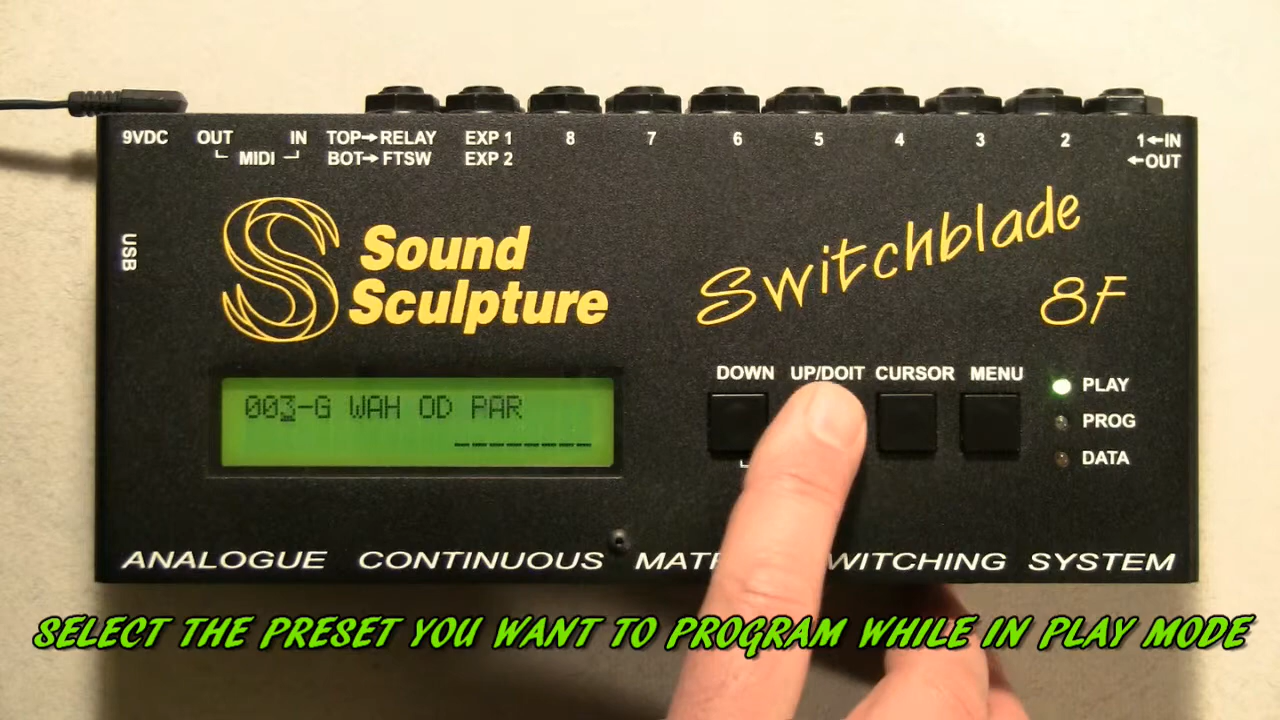 9VDC OUT IN TOP→RELAY EXP 1 8 7 6 5 4 3 2 1←IN
MIDI BOT→FTSW EXP 2 ←OUT
USB
Sound
Sculpture
Switchblade
8F
DOWN UP/DOIT CURSOR MENU
PLAY
PROG
DATA
003-G WAH OD PAR
ANALOGUE CONTINUOUS SYSTEM
SELECT THE PRESET YOU WANT TO PROGRAM WHILE IN PLAY MODE